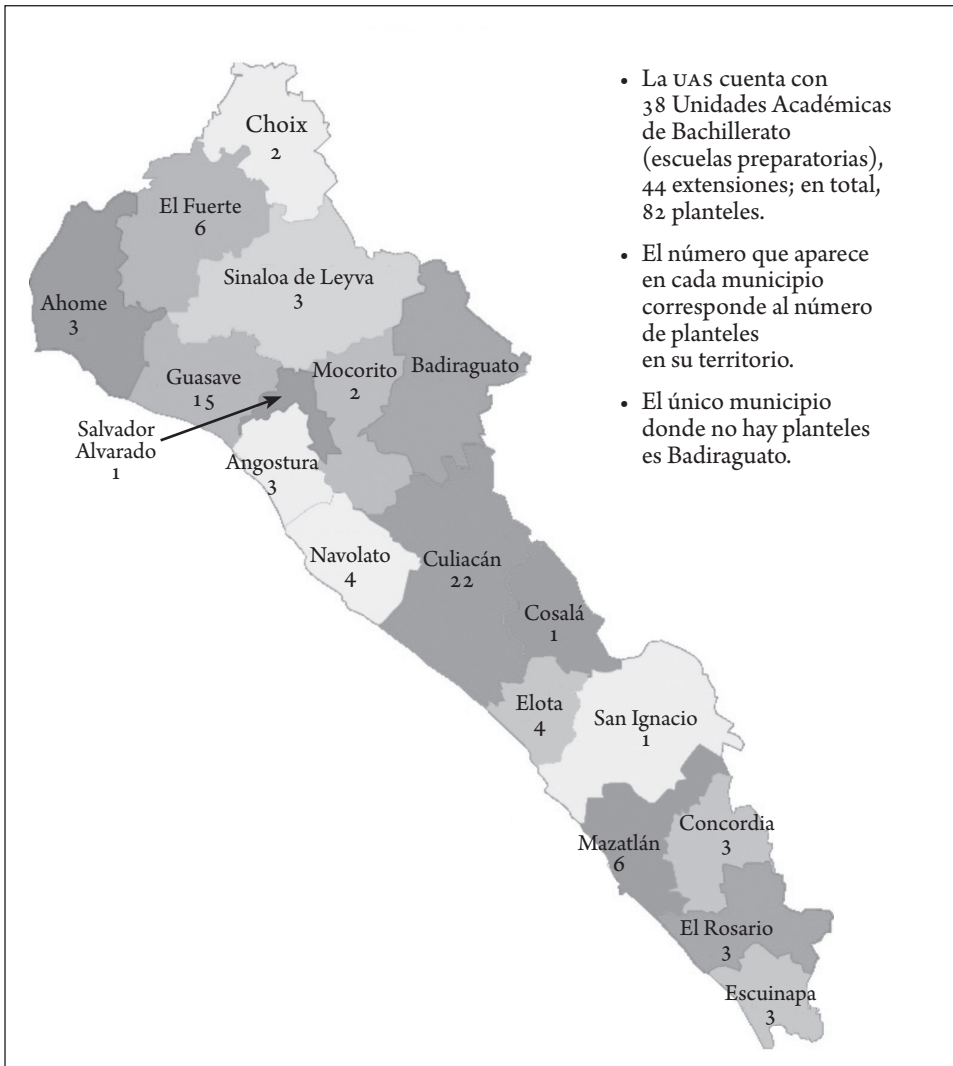 Choix
2
El Fuerte
6
Sinaloa de Leyva
3
Ahome
3
Badiraguato
Mocorito
2
Guasave
15
Salvador
Alvarado
1
Angostura
3
Navolato
4
Culiacán
22
Cosalá
1
Elota
4
San Ignacio
1
Concordia
3
Mazatlán
6
El Rosario
3
Escuinapa
3
• La UAS cuenta con
38 Unidades Académicas
de Bachillerato
(escuelas preparatorias),
44 extensiones; en total,
82 planteles.
• El número que aparece
en cada municipio
corresponde al número
de planteles
en su territorio.
• El único municipio
donde no hay planteles
es Badiraguato.